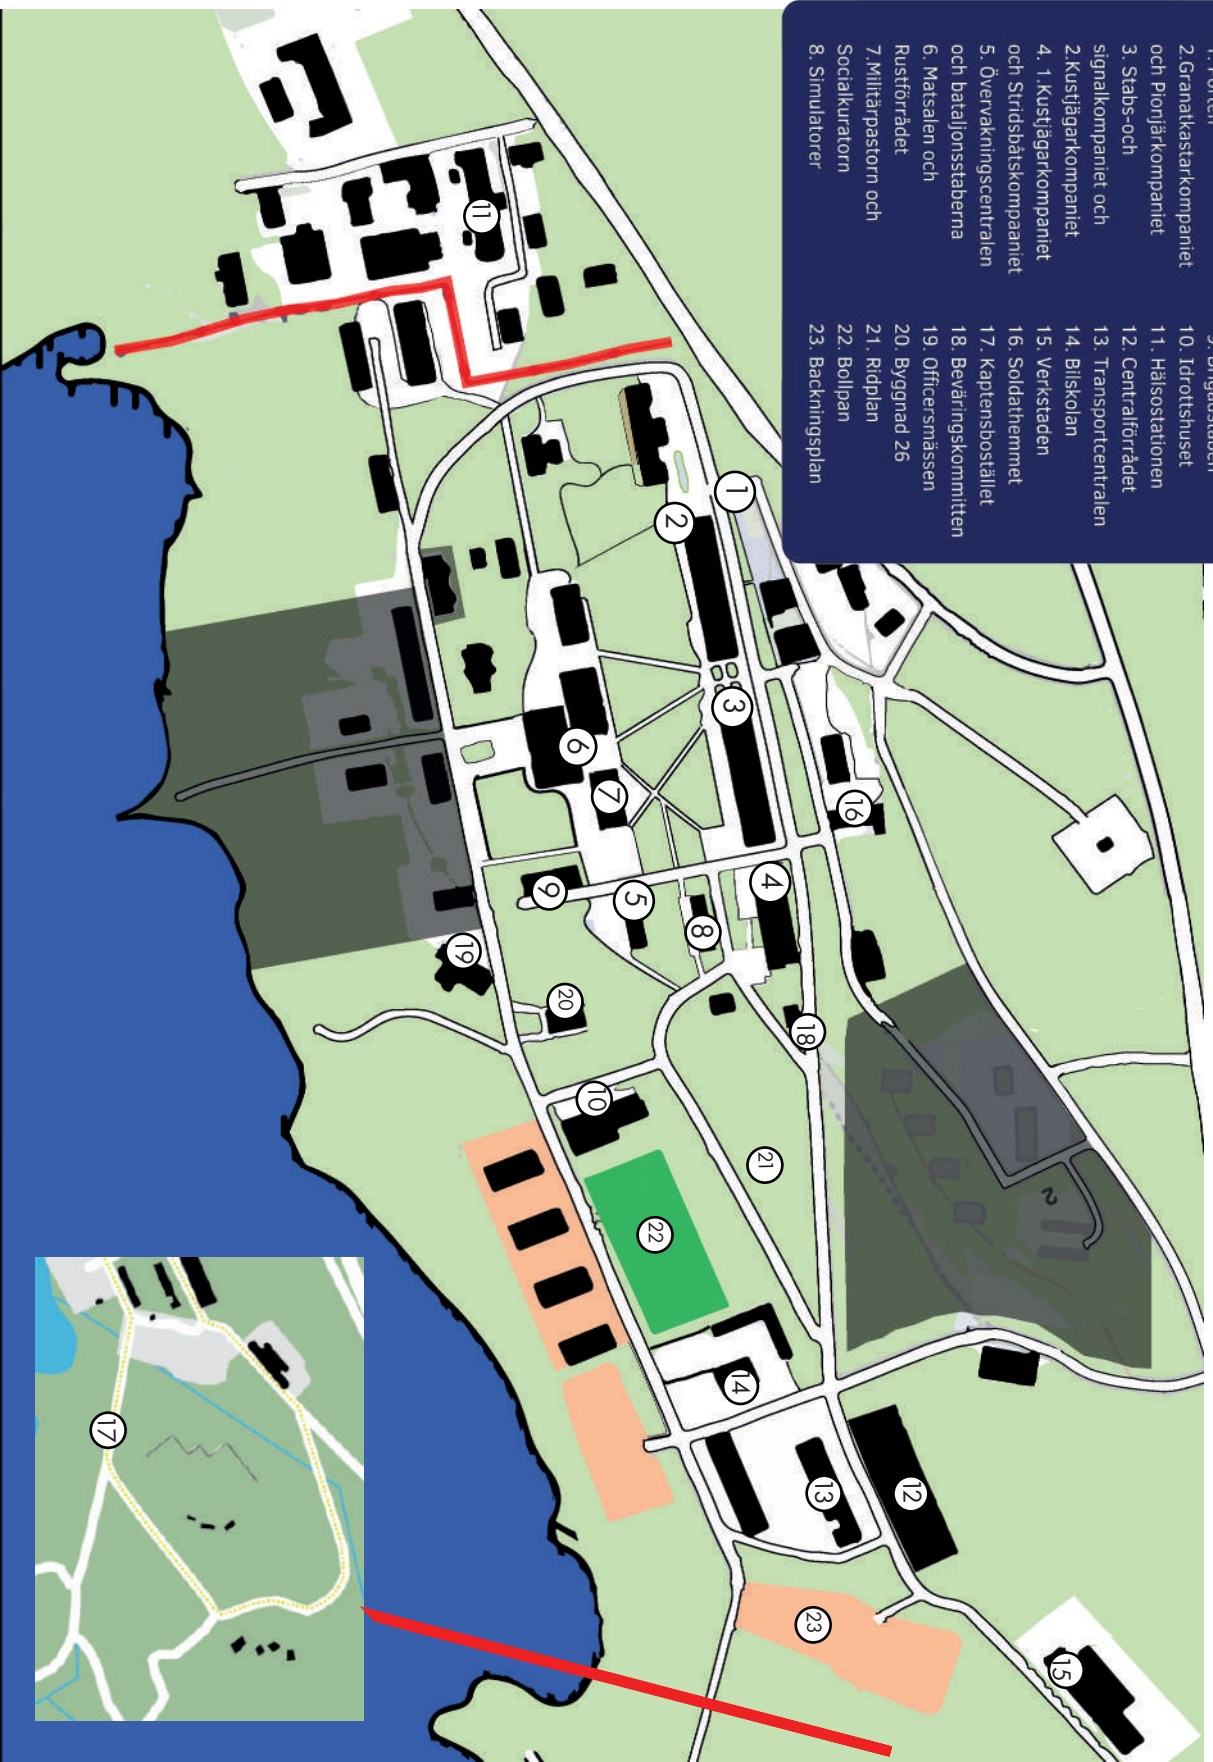 2.Granatkastarkompaniet
och Pionjärkompaniet
3. Stabs-och
signalkompaniet och
2.Kustjägarkompaniet
4. 1.Kustjägarkompaniet
och Stridsbåtskompaaniet
5. Övervakningscentralen
och bataljonsstaberna
6. Matsalen och
Rustförrådet
7.Militärpastorn och
Socialkuratorn
8. Simulatorer
10. Idrottshuset
11. Hälsostationen
12. Centralförrådet
13. Transportcentralen
14. Bilskolan
15. Verkstaden
16. Soldathemmet
17. Kaptensbostället
18. Beväringskommitten
19. Officersmässen
20. Byggnad 26
21. Ridplan
22. Bollpan
23. Backningsplan
1
2
3
4
5
6
7
8
9
10
11
12
13
14
15
16
17
18
19
20
21
22
23
2